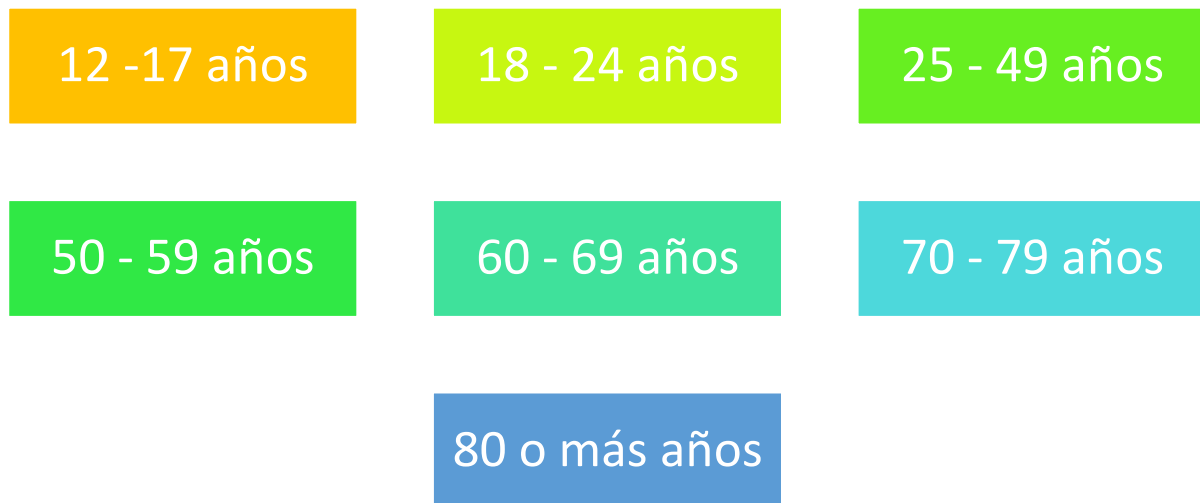 12 -17 años
18 - 24 años
25 - 49 años
50 - 59 años
60 - 69 años
70 - 79 años
80 o más años